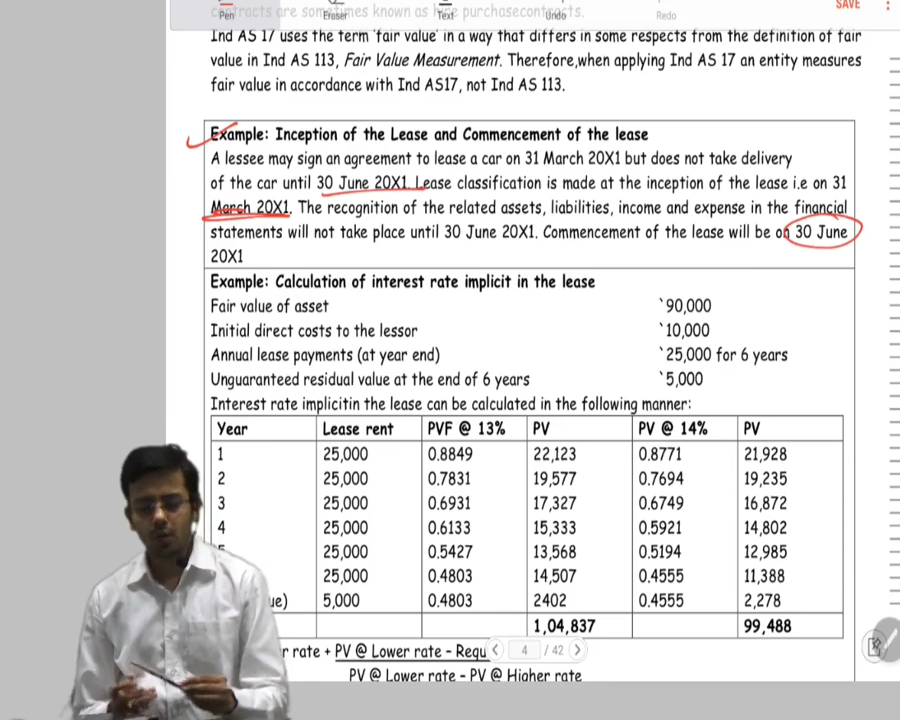 contracts are sometimes known as hire purchasecontracts.
Pen Eraser Text Undo Redo SAVE
Ind AS 17 uses the term 'fair value' in a way that differs in some respects from the definition of fair
value in Ind AS 113, Fair Value Measurement. Therefore,when applying Ind AS 17 an entity measures
fair value in accordance with Ind AS17, not Ind AS 113.
Example: Inception of the Lease and Commencement of the lease
A lessee may sign an agreement to lease a car on 31 March 20X1 but does not take delivery
of the car until 30 June 20X1. Lease classification is made at the inception of the lease i.e on 31
March 20X1. The recognition of the related assets, liabilities, income and expense in the financial
statements will not take place until 30 June 20X1. Commencement of the lease will be on 30 June
20X1
Example: Calculation of interest rate implicit in the lease
Fair value of asset `90,000
Initial direct costs to the lessor `10,000
Annual lease payments (at year end) `25,000 for 6 years
Unguaranteed residual value at the end of 6 years `5,000
Interest rate implicitin the lease can be calculated in the following manner:
Year Lease rent PVF @ 13% PV PV @ 14% PV
1 25,000 0.8849 22,123 0.8771 21,928
2 25,000 0.7831 19,577 0.7694 19,235
3 25,000 0.6931 17,327 0.6749 16,872
4 25,000 0.6133 15,333 0.5921 14,802
5 25,000 0.5427 13,568 0.5194 12,985
25,000 0.4803 14,507 0.4555 11,388
ue) 5,000 0.4803 2402 0.4555 2,278
1,04,837 99,488
r rate + PV @ Lower rate - Requ
4 / 42
PV @ Lower rate - PV @ Higher rate